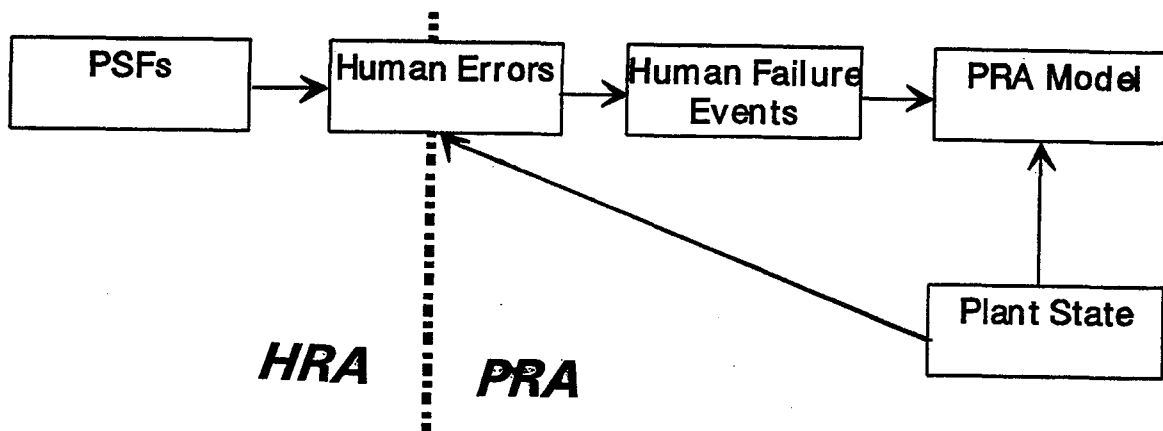 PSFs
Human Errors
Human Failure
Events
PRA Model
Plant State
HRA
PRA